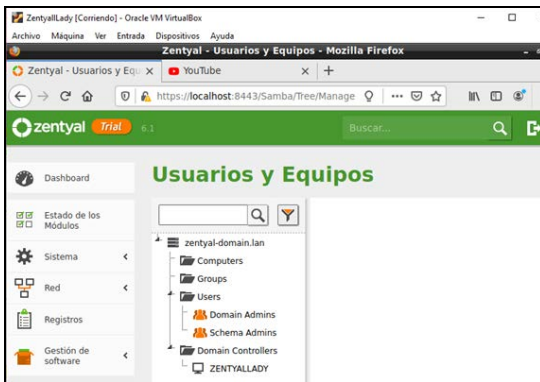 ZentyallLady [Corriendo] - Oracle VM VirtualBox
Archivo Máquina Ver Entrada Dispositivos Ayuda
Zentyal - Usuarios y Equipos - Mozilla Firefox
Zentyal - Usuarios y Equ
YouTube
https://localhost:8443/Samba/Tree/Manage
zentyal Trial 6.1
Buscar...
Dashboard
Estado de los
Módulos
Sistema
Red
Registros
Gestión de
software
Usuarios y Equipos
zentyal-domain.lan
Computers
Groups
Users
Domain Admins
Schema Admins
Domain Controllers
ZENTYALLADY